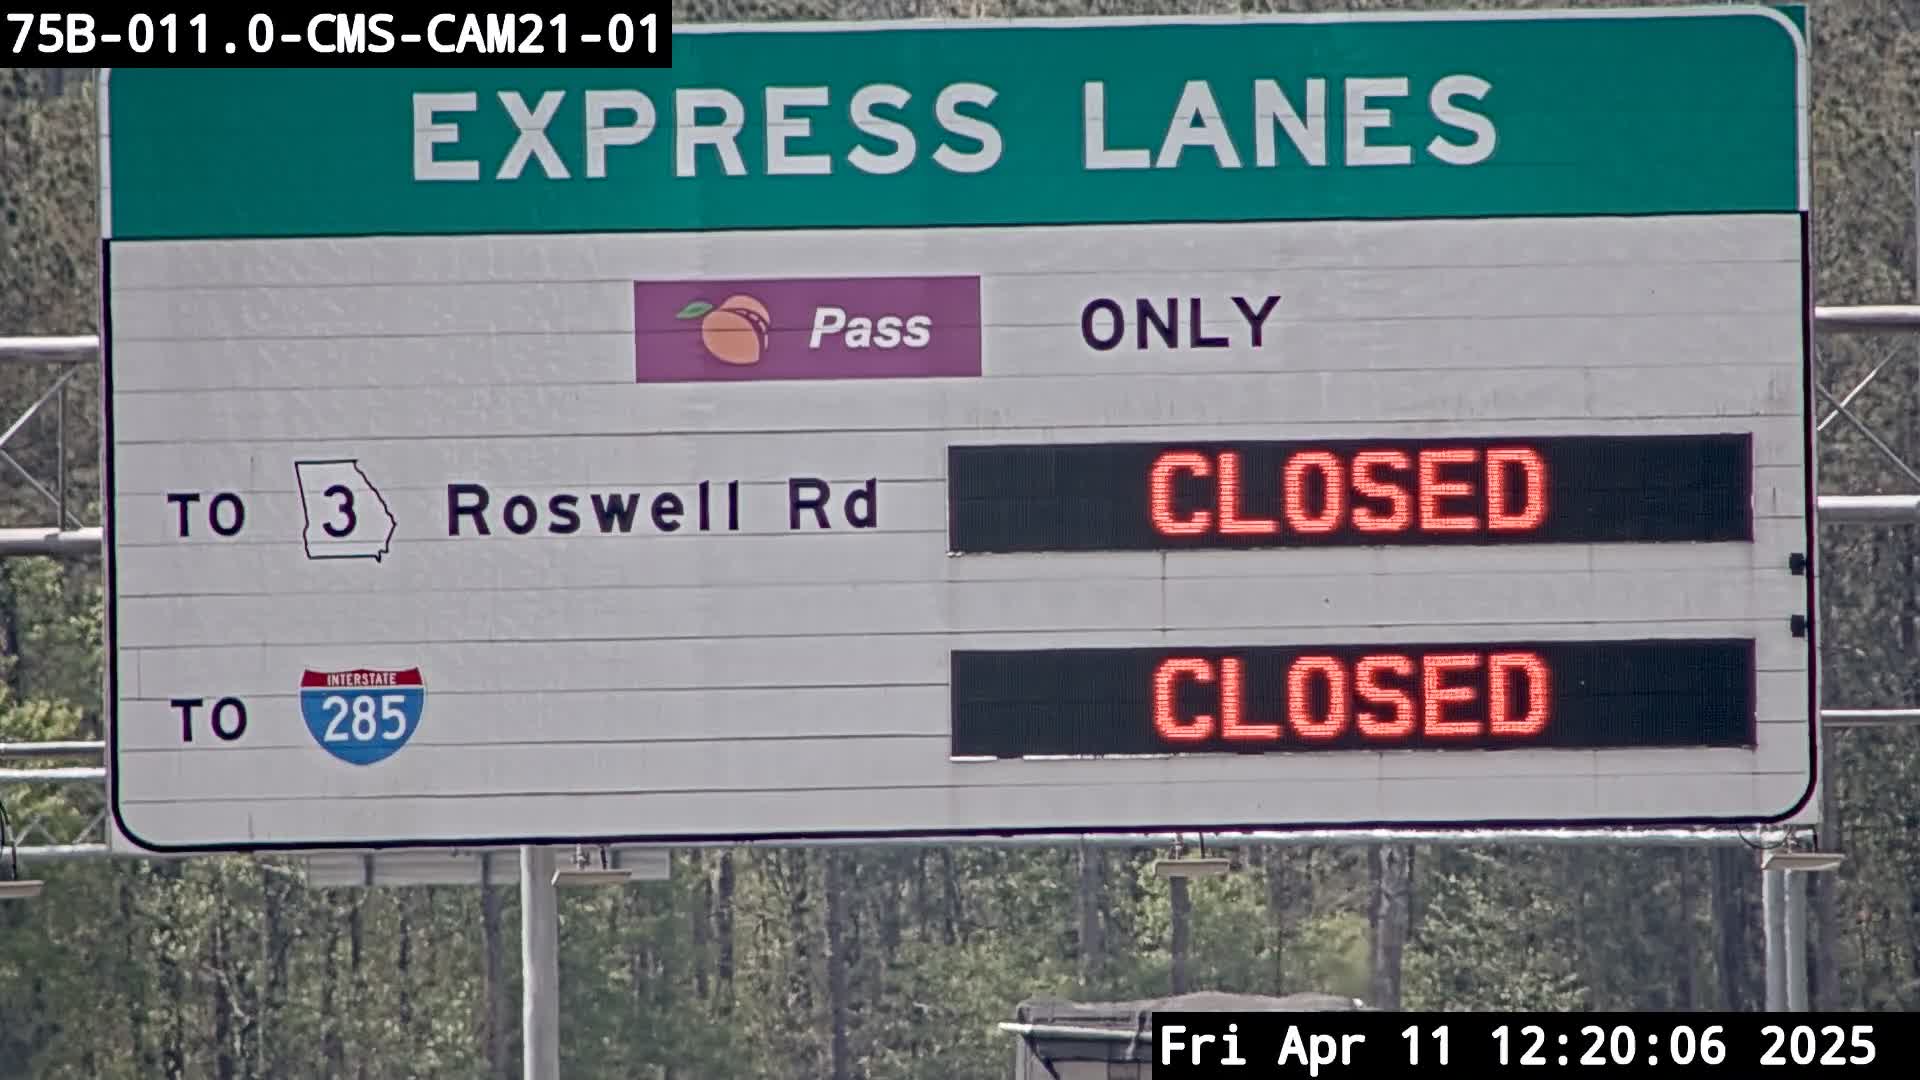 75B-011.0-CMS-CAM21-01
EXPRESS LANES
Pass ONLY
TO 3 Roswell Rd CLOSED
TO INTERSTATE 285 CLOSED
Fri Apr 11 12:20:06 2025